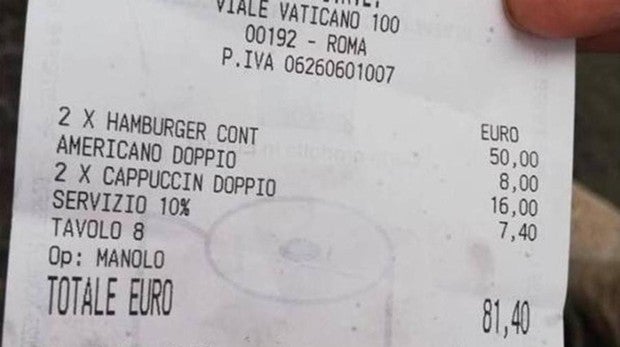 VIALE VATICANO 100
00192 - ROMA
P.IVA 06260601007
EURO
2 X HAMBURGER CONT 50,00
AMERICANO DOPPIO 8,00
2 X CAPPUCCIN DOPPIO 16,00
SERVIZIO 10% 7,40
TAVOLO 8
Op: MANOLO
TOTALE EURO 81,40